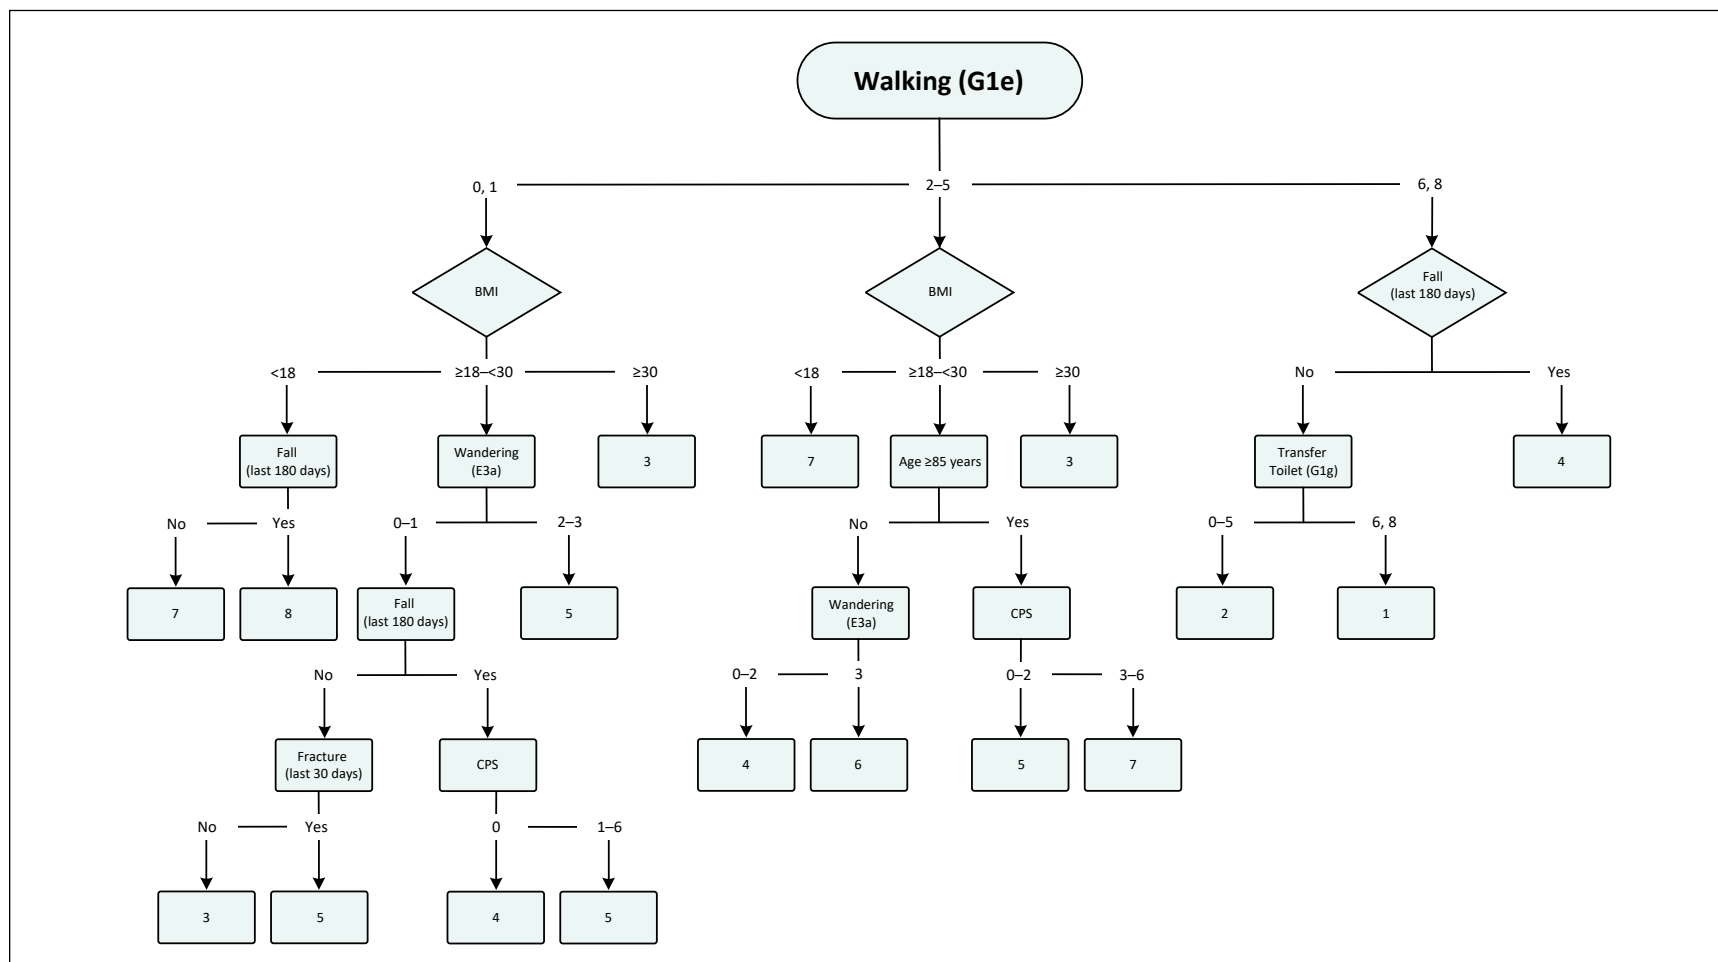 Walking (G1e)
0, 1
2–5
6, 8
BMI
BMI
Fall
(last 180 days)
<18
≥18–<30
≥30
<18
≥18–<30
≥30
No
Yes
Fall
(last 180 days)
Wandering
(E3a)
3
7
Age ≥85 years
3
Transfer
Toilet (G1g)
4
No
Yes
0–1
2–3
No
Yes
0–5
6, 8
7
8
Fall
(last 180 days)
5
Wandering
(E3a)
CPS
2
1
No
Yes
0–2
3
0–2
3–6
Fracture
(last 30 days)
CPS
4
6
5
7
No
Yes
0
1–6
3
5
4
5